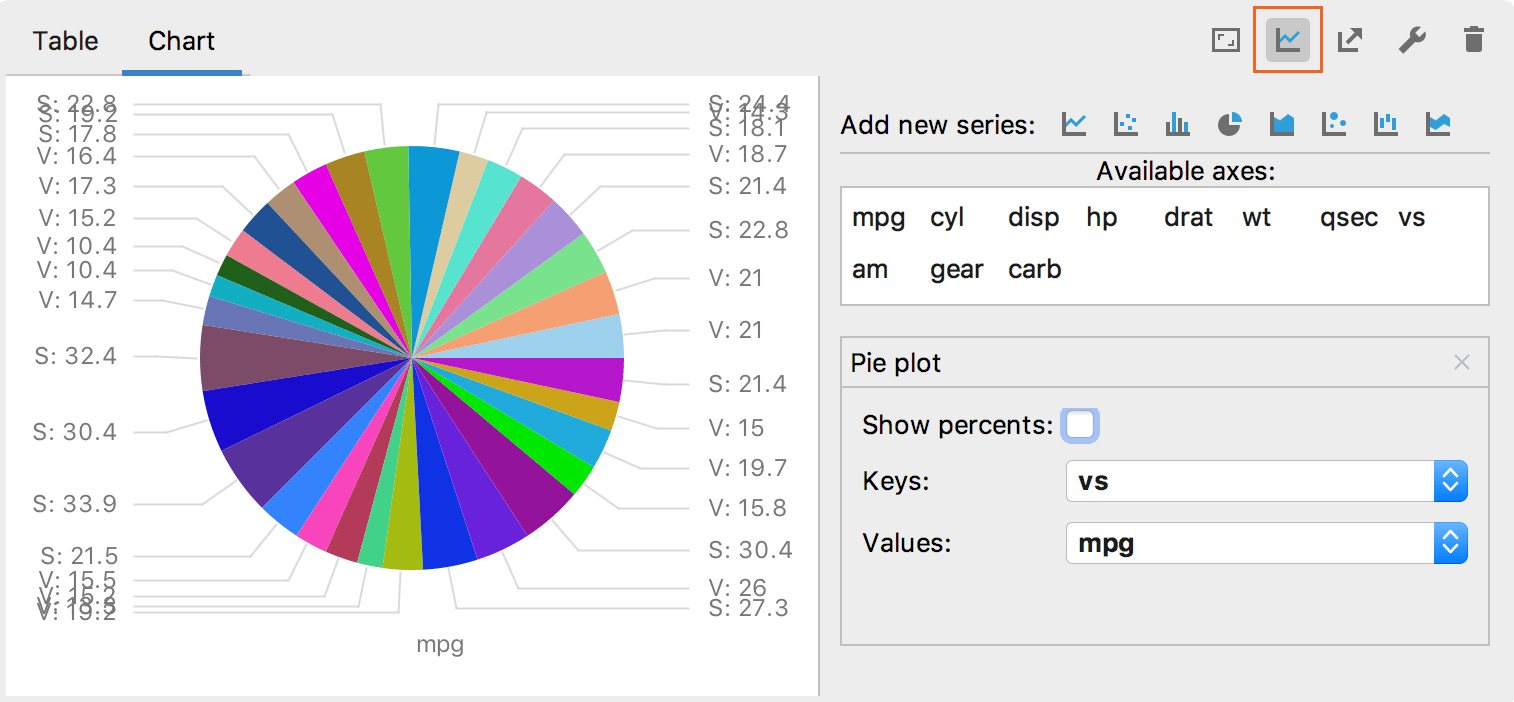 Table Chart
S: 22.8
S: 19.2
S: 17.8
V: 16.4
V: 17.3
V: 15.2
V: 10.4
V: 10.4
V: 14.7
S: 32.4
S: 30.4
S: 33.9
S: 21.5
V: 15.5
V: 15.2
V: 19.2
S: 24.4
V: 14.3
S: 18.1
V: 18.7
S: 21.4
S: 22.8
V: 21
V: 21
S: 21.4
V: 15
V: 19.7
V: 15.8
S: 30.4
V: 26
S: 27.3
mpg
Add new series:
Available axes:
mpg cyl disp hp drat wt qsec vs
am gear carb
Pie plot
Show percents:
Keys: vs
Values: mpg